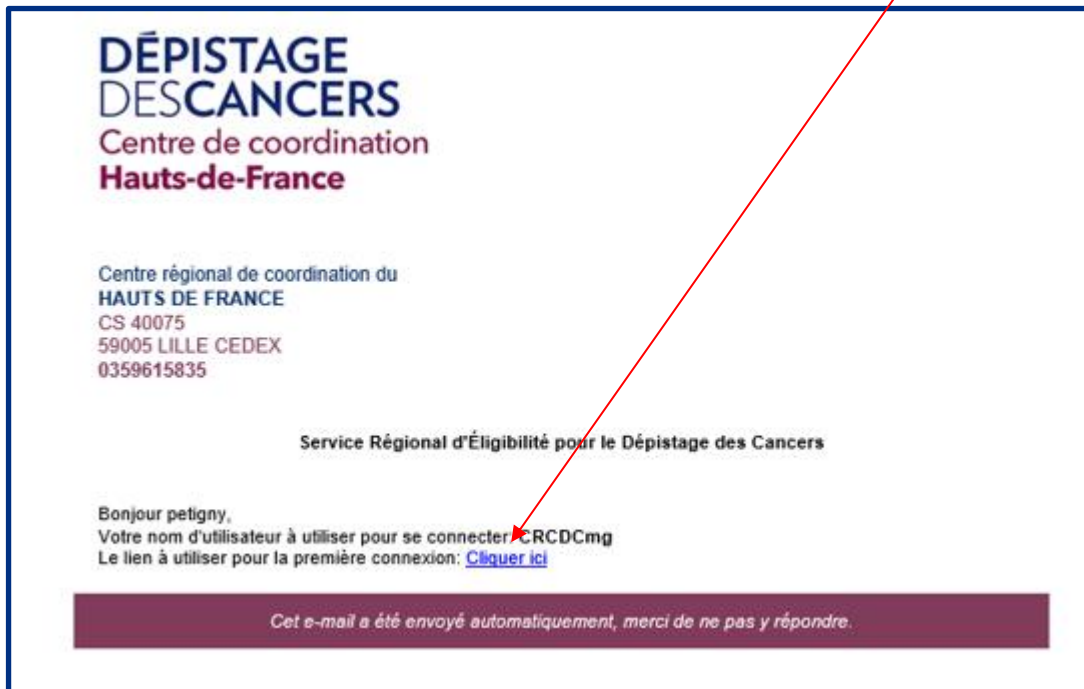 DÉPISTAGE
DESCANCERS
Centre de coordination
Hauts-de-France
Centre régional de coordination du
HAUTS DE FRANCE
CS 40075
59005 LILLE CEDEX
0359615835
Service Régional d'Éligibilité pour le Dépistage des Cancers
Bonjour petigny,
Votre nom d'utilisateur à utiliser pour se connecter: CRCDCmg
Le lien à utiliser pour la première connexion: Cliquer ici
Cet e-mail a été envoyé automatiquement, merci de ne pas y répondre.